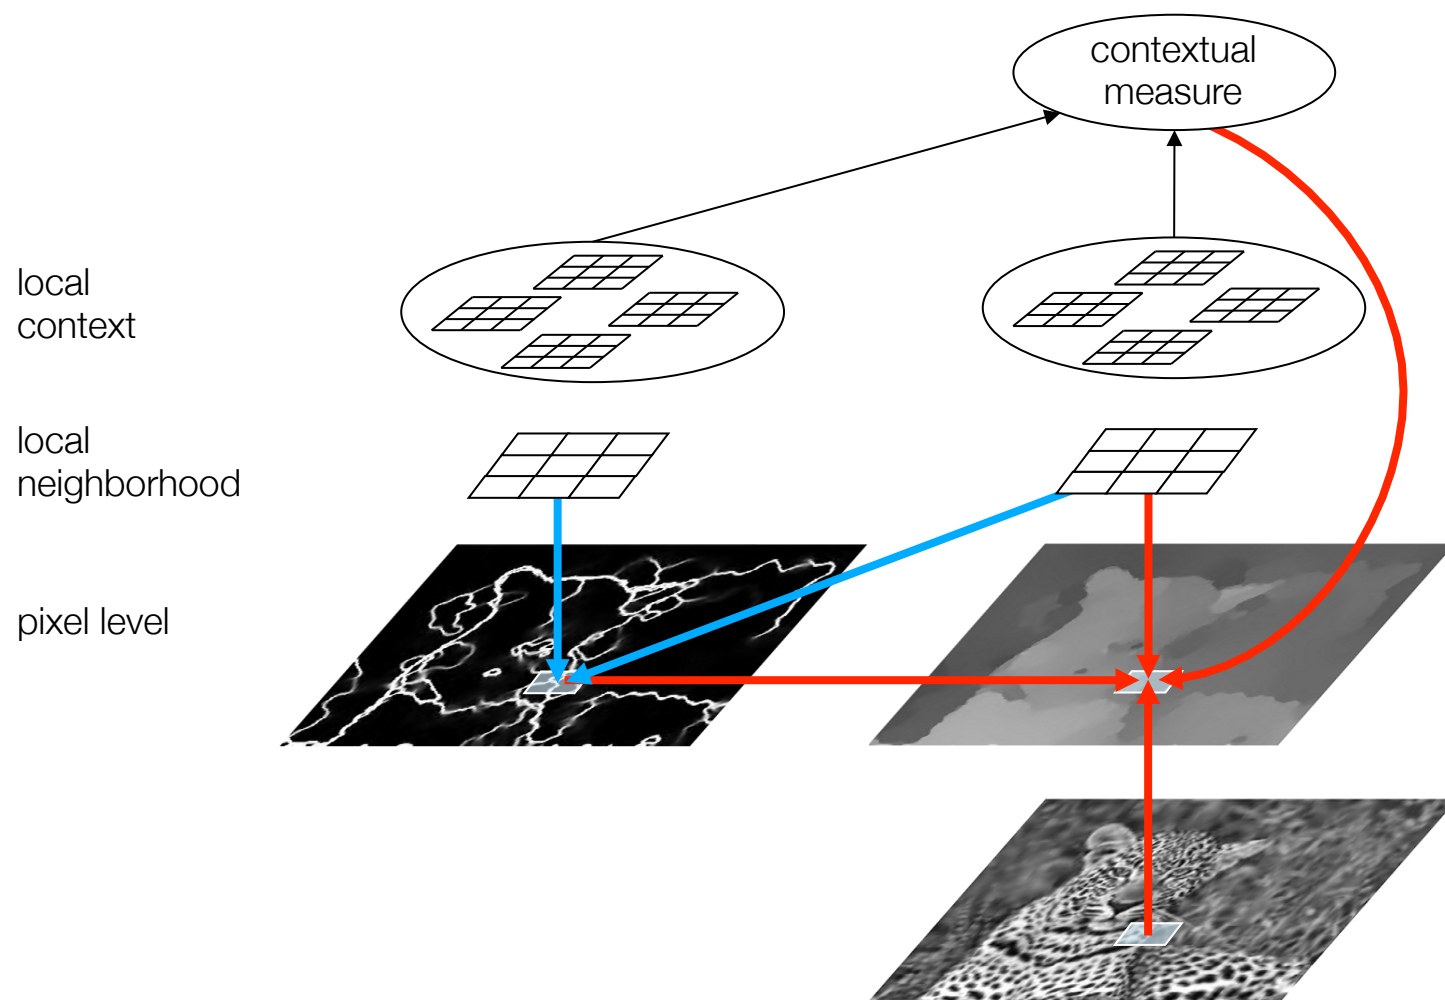 contextual
measure
local
context
local
neighborhood
pixel level